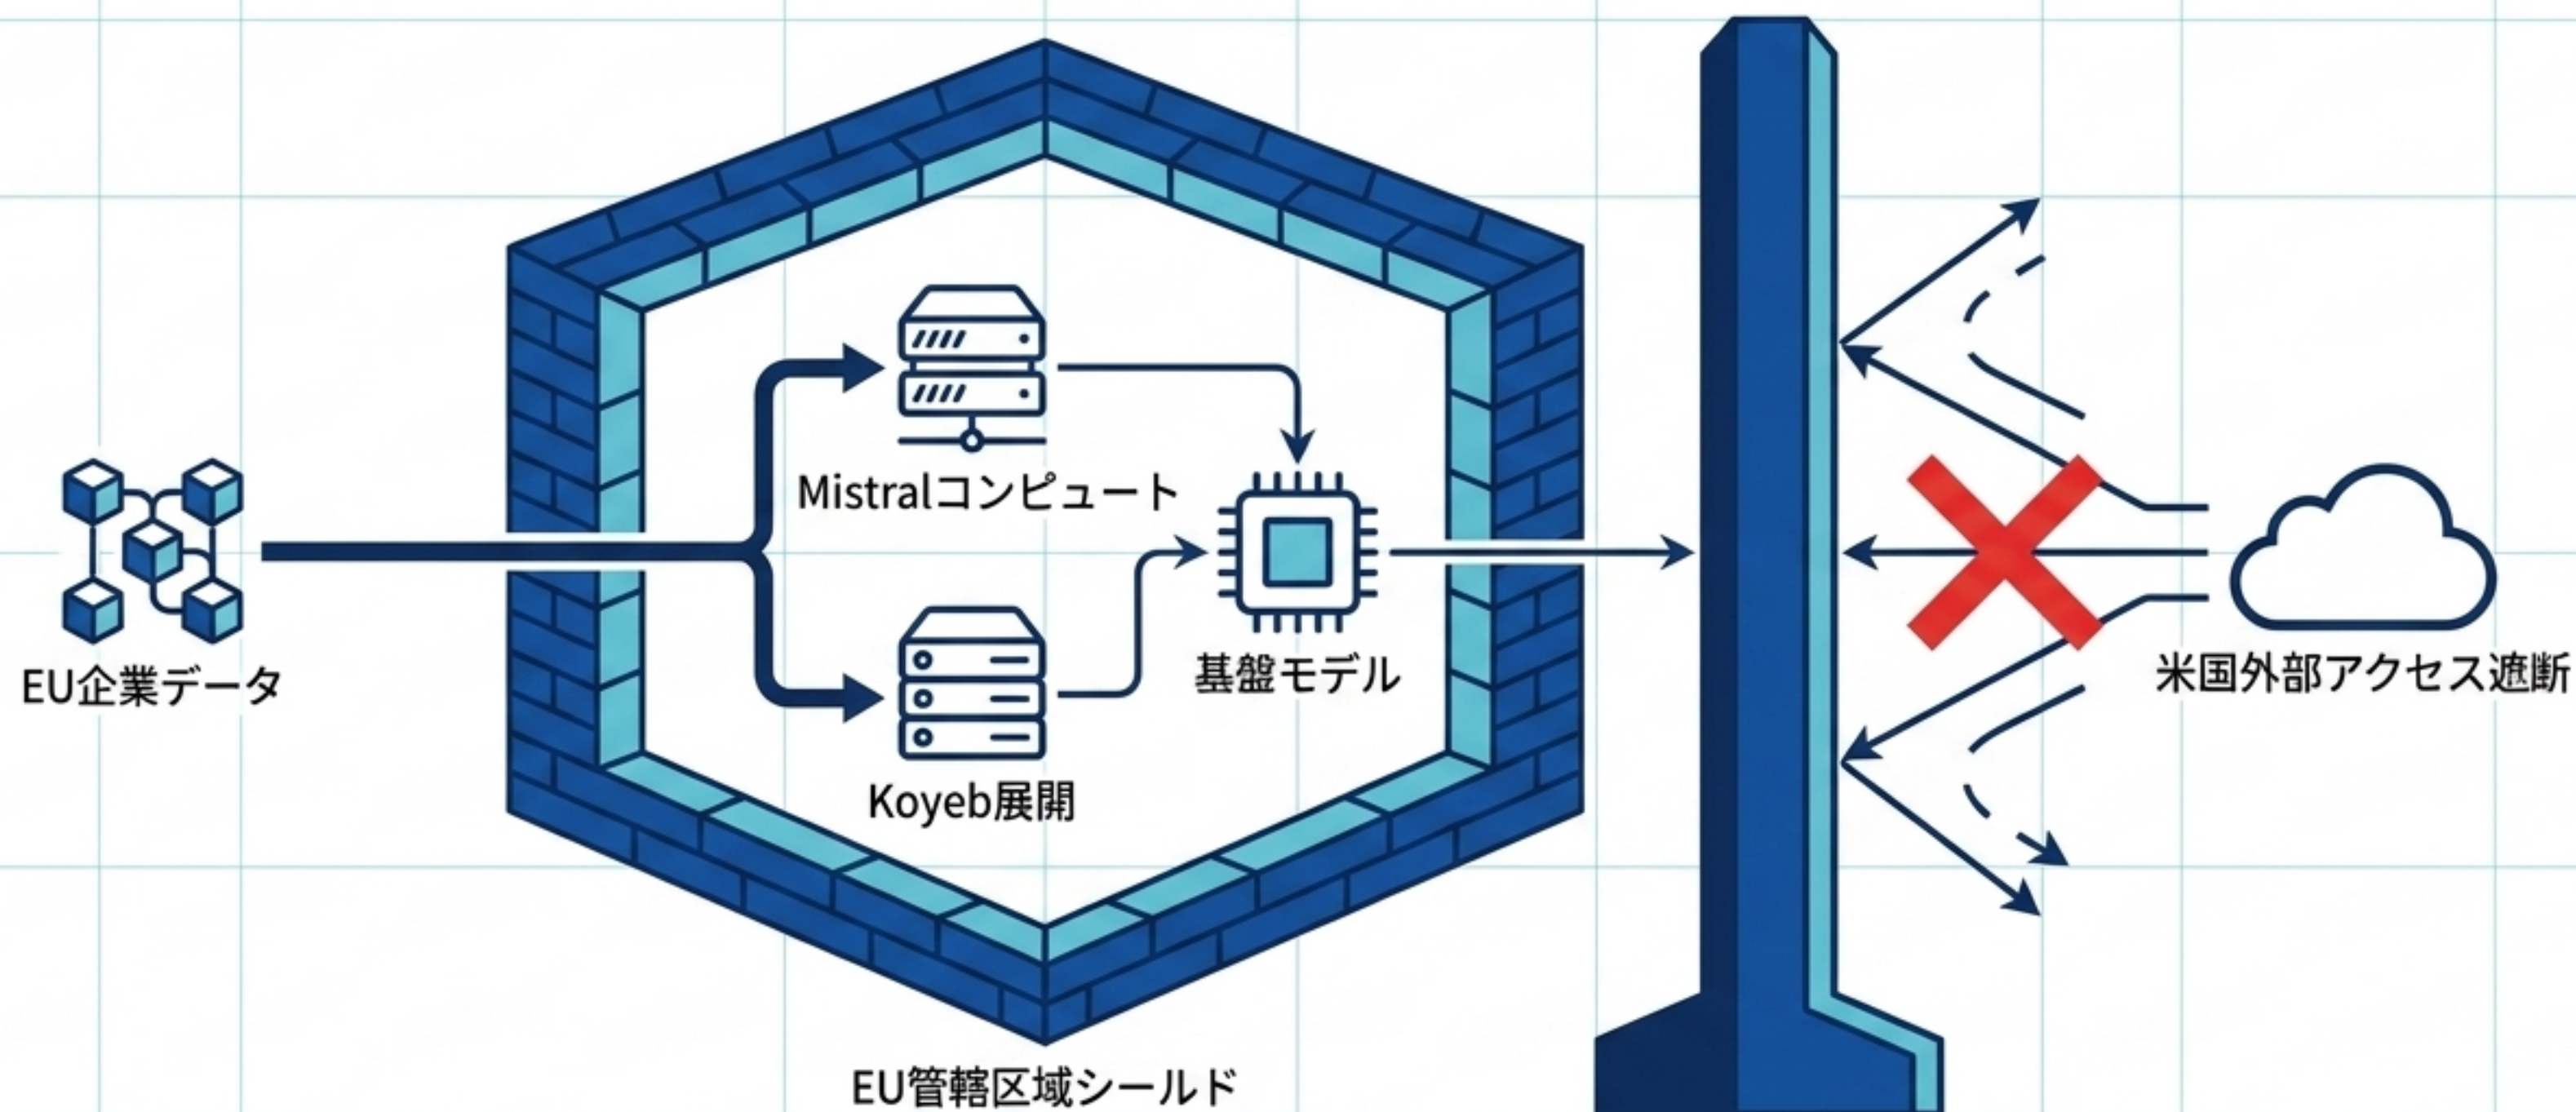 EU企業データ
Mistralコンピュート
Koyeb展開
基盤モデル
EU管轄区域シールド
米国外部アクセス遮断